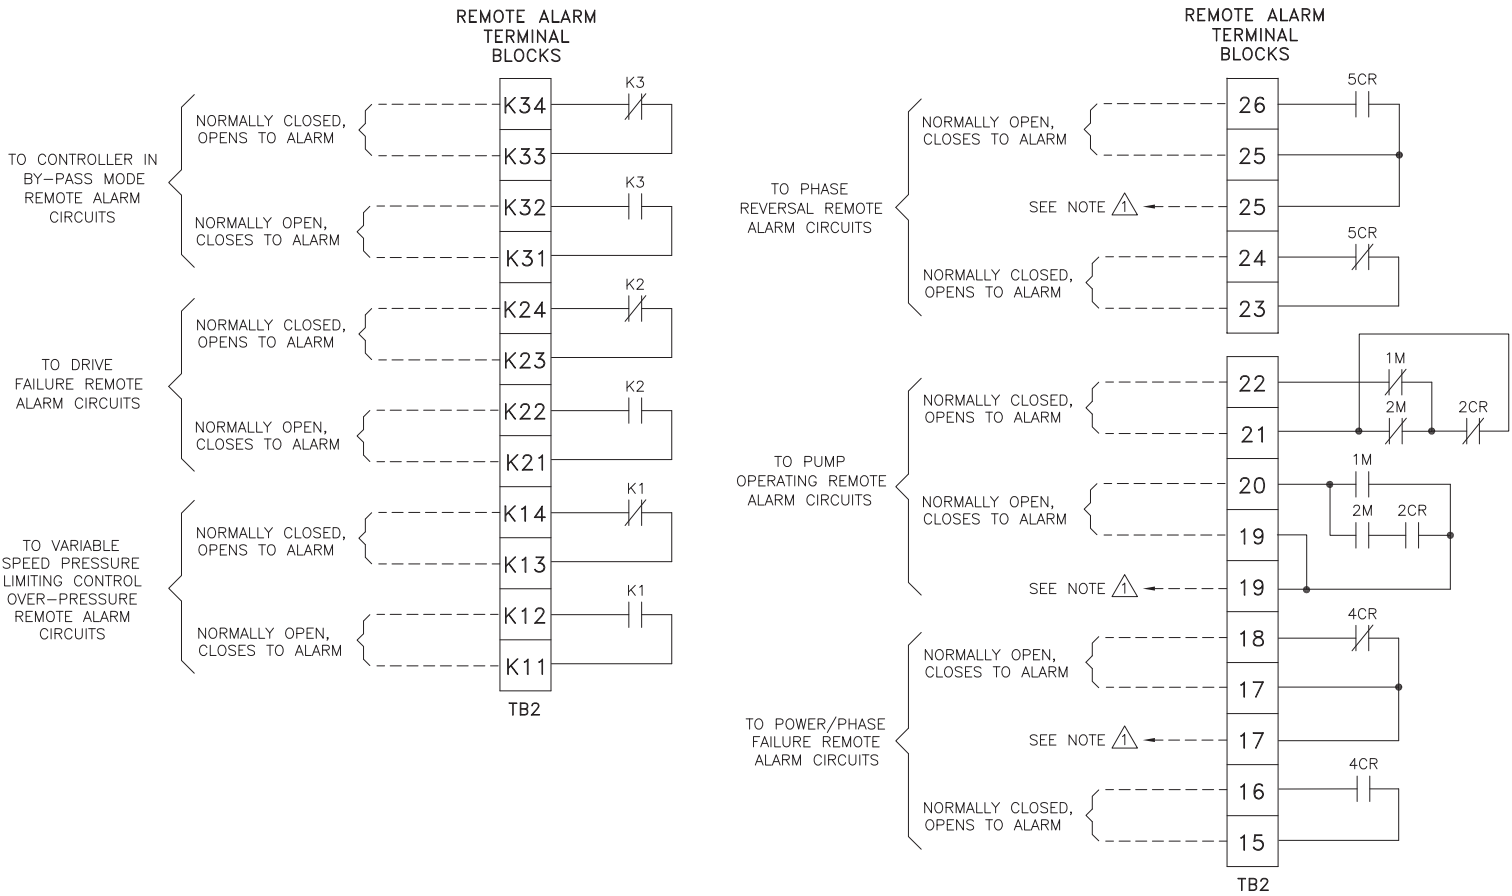 REMOTE ALARM
TERMINAL
BLOCKS
TO CONTROLLER IN
BY-PASS MODE
REMOTE ALARM
CIRCUITS
NORMALLY CLOSED,
OPENS TO ALARM
K34
K3
K33
NORMALLY OPEN,
CLOSES TO ALARM
K32
K3
K31
TO DRIVE
FAILURE REMOTE
ALARM CIRCUITS
NORMALLY CLOSED,
OPENS TO ALARM
K24
K2
K23
NORMALLY OPEN,
CLOSES TO ALARM
K22
K2
K21
TO VARIABLE
SPEED PRESSURE
LIMITING CONTROL
OVER-PRESSURE
REMOTE ALARM
CIRCUITS
NORMALLY CLOSED,
OPENS TO ALARM
K14
K1
K13
NORMALLY OPEN,
CLOSES TO ALARM
K12
K1
K11
TB2
REMOTE ALARM
TERMINAL
BLOCKS
TO PHASE
REVERSAL REMOTE
ALARM CIRCUITS
NORMALLY OPEN,
CLOSES TO ALARM
26
5CR
25
SEE NOTE 1
25
NORMALLY CLOSED,
OPENS TO ALARM
24
5CR
23
TO PUMP
OPERATING REMOTE
ALARM CIRCUITS
NORMALLY CLOSED,
OPENS TO ALARM
22
1M
21
2M 2CR
NORMALLY OPEN,
CLOSES TO ALARM
20
1M
19
2M 2CR
SEE NOTE 1
19
TO POWER/PHASE
FAILURE REMOTE
ALARM CIRCUITS
NORMALLY OPEN,
CLOSES TO ALARM
18
4CR
17
SEE NOTE 1
17
NORMALLY CLOSED,
OPENS TO ALARM
16
4CR
15
TB2